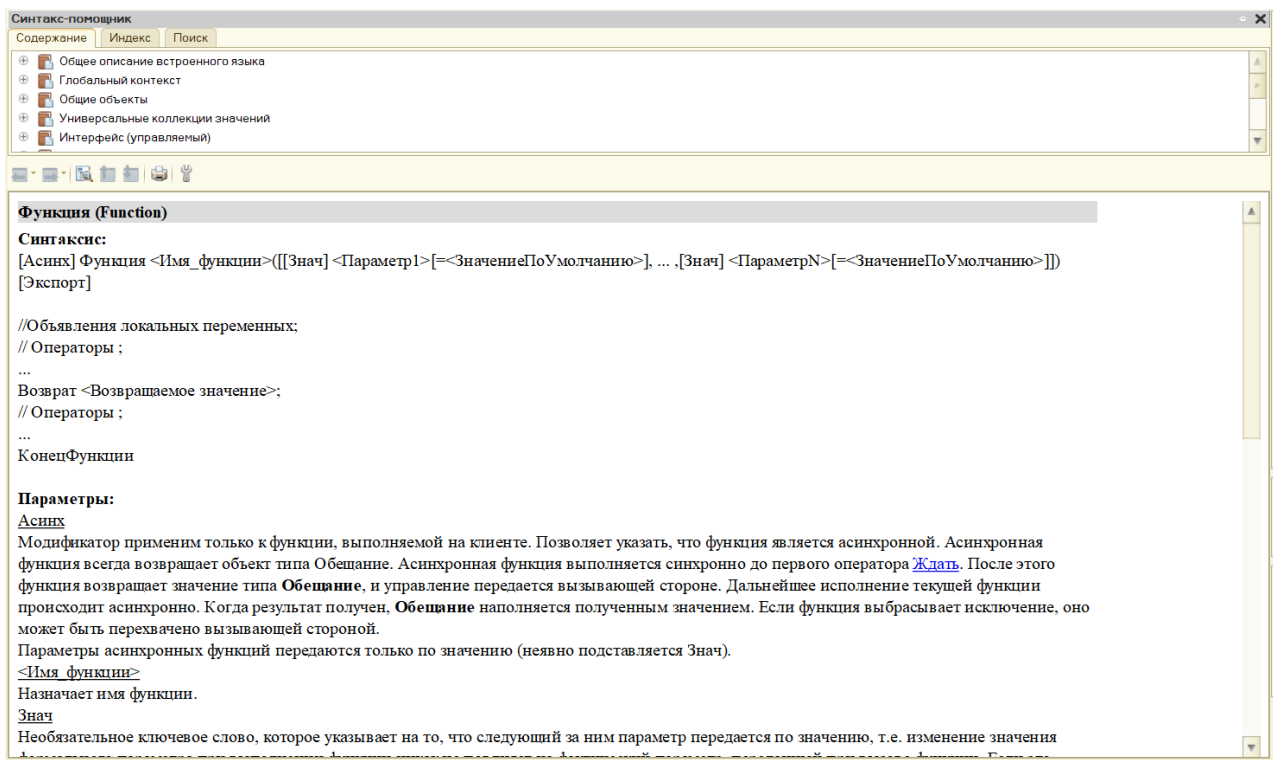 Синтакс-помощник
Содержание Индекс Поиск
Общее описание встроенного языка
Глобальный контекст
Общие объекты
Универсальные коллекции значений
Интерфейс (управляемый)
Функция (Function)
Синтаксис:
[Асинх] Функция <Имя_функции>([[Знач] <Параметр1>[=<ЗначениеПоУмолчанию>], ... ,[Знач] <ПараметрN>[=<ЗначениеПоУмолчанию>]])
[Экспорт]
//Объявления локальных переменных;
// Операторы ;
...
Возврат <Возвращаемое значение>;
// Операторы ;
...
КонецФункции
Параметры:
Асинх
Модификатор применим только к функции, выполняемой на клиенте. Позволяет указать, что функция является асинхронной. Асинхронная
функция всегда возвращает объект типа Обещание. Асинхронная функция выполняется синхронно до первого оператора Ждать. После этого
функция возвращает значение типа Обещание, и управление передается вызывающей стороне. Дальнейшее исполнение текущей функции
происходит асинхронно. Когда результат получен, Обещание наполняется полученным значением. Если функция выбрасывает исключение, оно
может быть перехвачено вызывающей стороной.
Параметры асинхронных функций передаются только по значению (неявно подставляется Знач).
<Имя_функции>
Назначает имя функции.
Знач
Необязательное ключевое слово, которое указывает на то, что следующий за ним параметр передается по значению, т.е. изменение значения